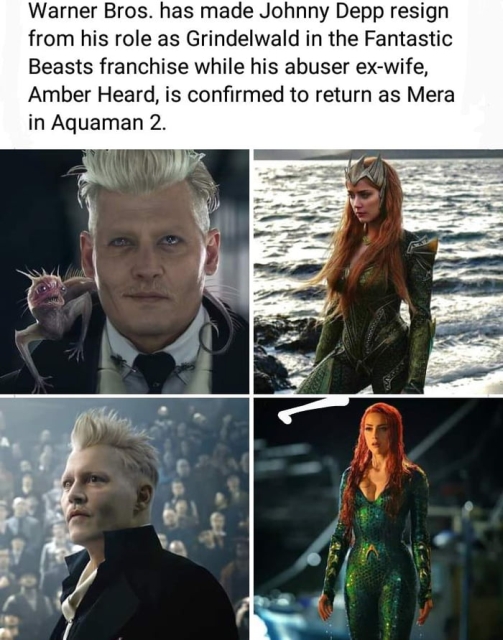 Warner Bros. has made Johnny Depp resign
from his role as Grindelwald in the Fantastic
Beasts franchise while his abuser ex-wife,
Amber Heard, is confirmed to return as Mera
in Aquaman 2.